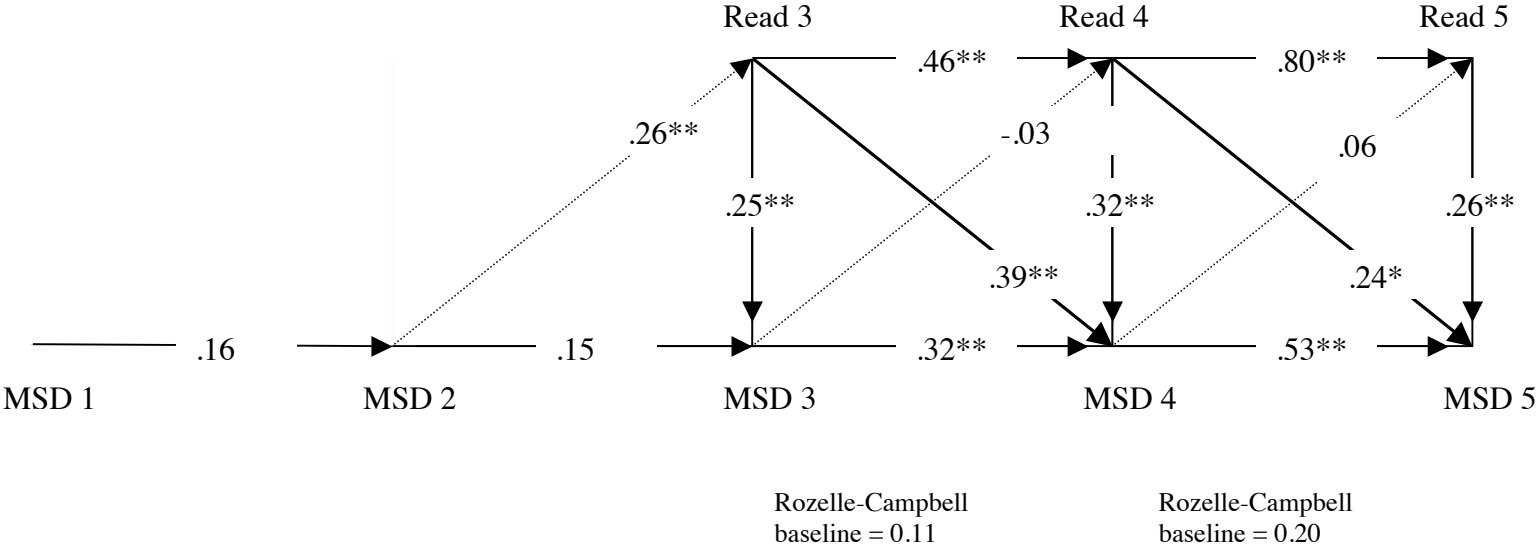 Read 3 Read 4 Read 5
.46** .80**
.26** -.03 .06
.25** .32** .26**
.39** .24*
.16 .15 .32** .53**
MSD 1 MSD 2 MSD 3 MSD 4 MSD 5
Rozelle-Campbell
baseline = 0.11
Rozelle-Campbell
baseline = 0.20